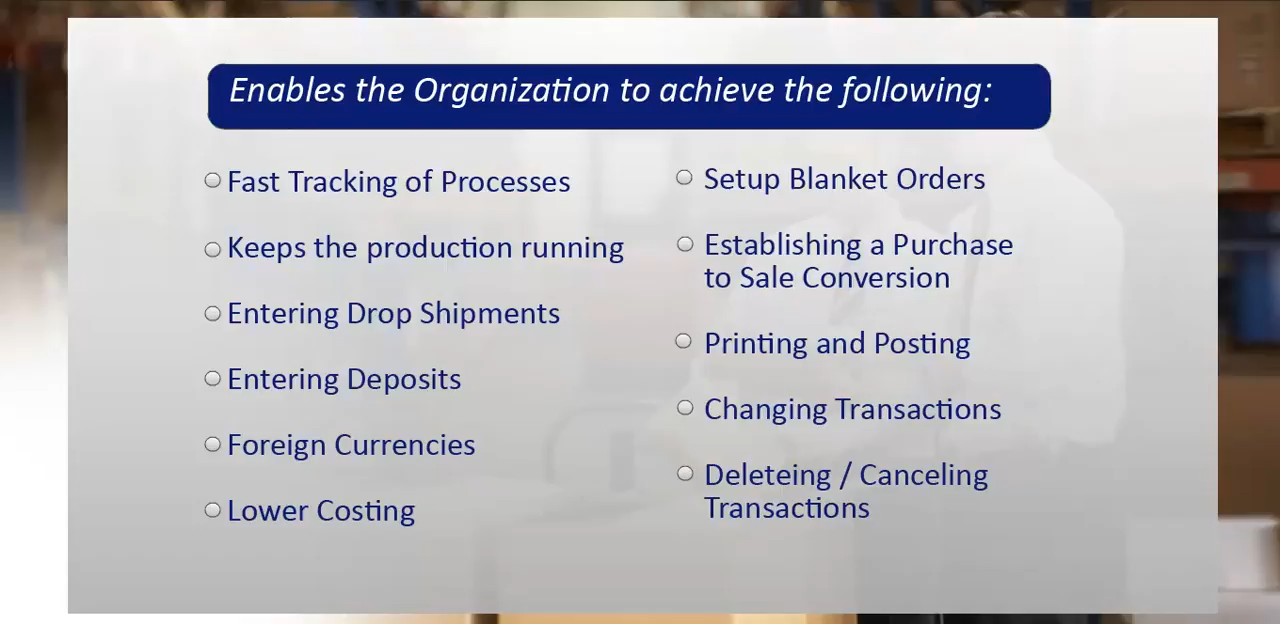 Enables the Organization to achieve the following:
Fast Tracking of Processes
Keeps the production running
Entering Drop Shipments
Entering Deposits
Foreign Currencies
Lower Costing
Setup Blanket Orders
Establishing a Purchase
to Sale Conversion
Printing and Posting
Changing Transactions
Deleteing / Canceling
Transactions